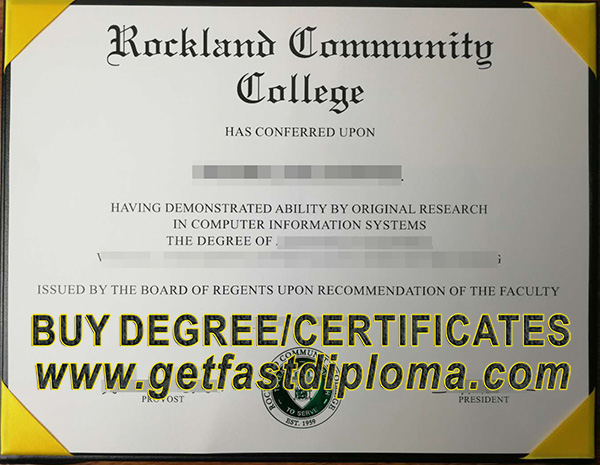 Rockland Community
College
HAS CONFERRED UPON
HAVING DEMONSTRATED ABILITY BY ORIGINAL RESEARCH
IN COMPUTER INFORMATION SYSTEMS
THE DEGREE OF
ISSUED BY THE BOARD OF REGENTS UPON RECOMMENDATION OF THE FACULTY
BUY DEGREE/CERTIFICATES
www.getfastdiploma.com
PROVOST
TO SERVE
EST. 1959
PRESIDENT